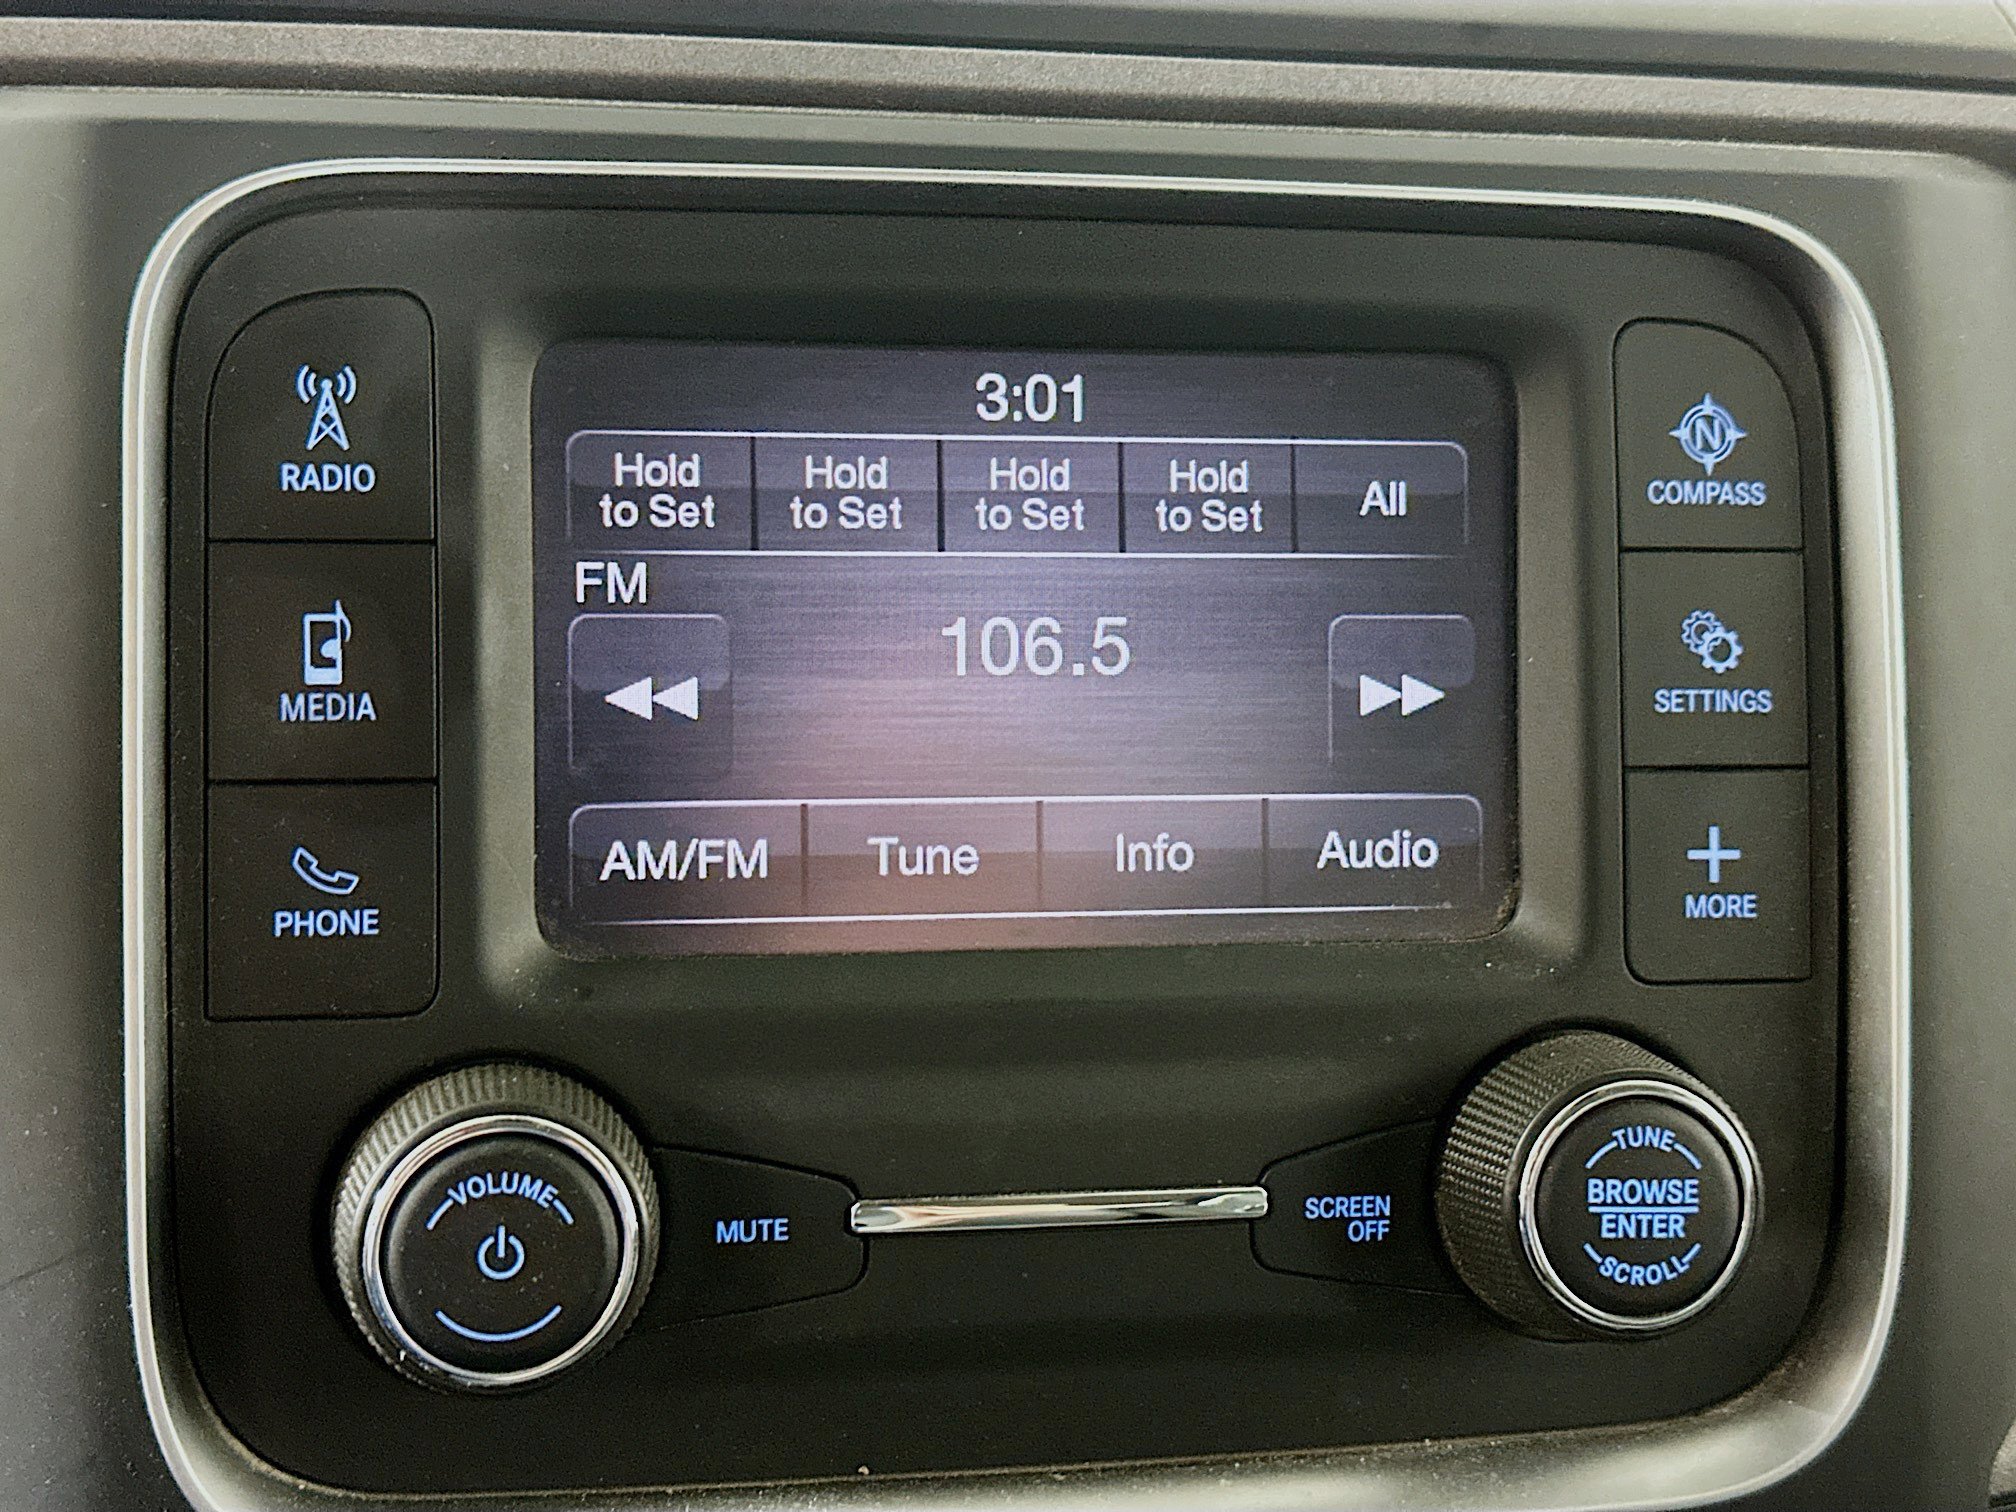 3:01
Hold to Set
Hold to Set
Hold to Set
Hold to Set
All
FM
106.5
AM/FM
Tune
Info
Audio
RADIO
MEDIA
PHONE
N
COMPASS
SETTINGS
MORE
VOLUME
MUTE
SCREEN
OFF
TUNE
BROWSE
ENTER
SCROLL